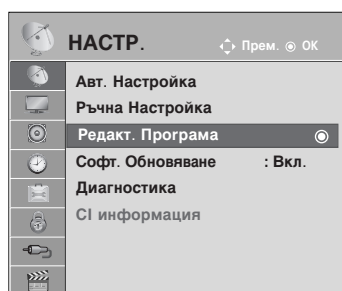 НАСТР. Прем. OK
Авт. Настройка
Ръчна Настройка
Редакт. Програма
Софт. Обновяване : Вкл.
Диагностика
CI информация